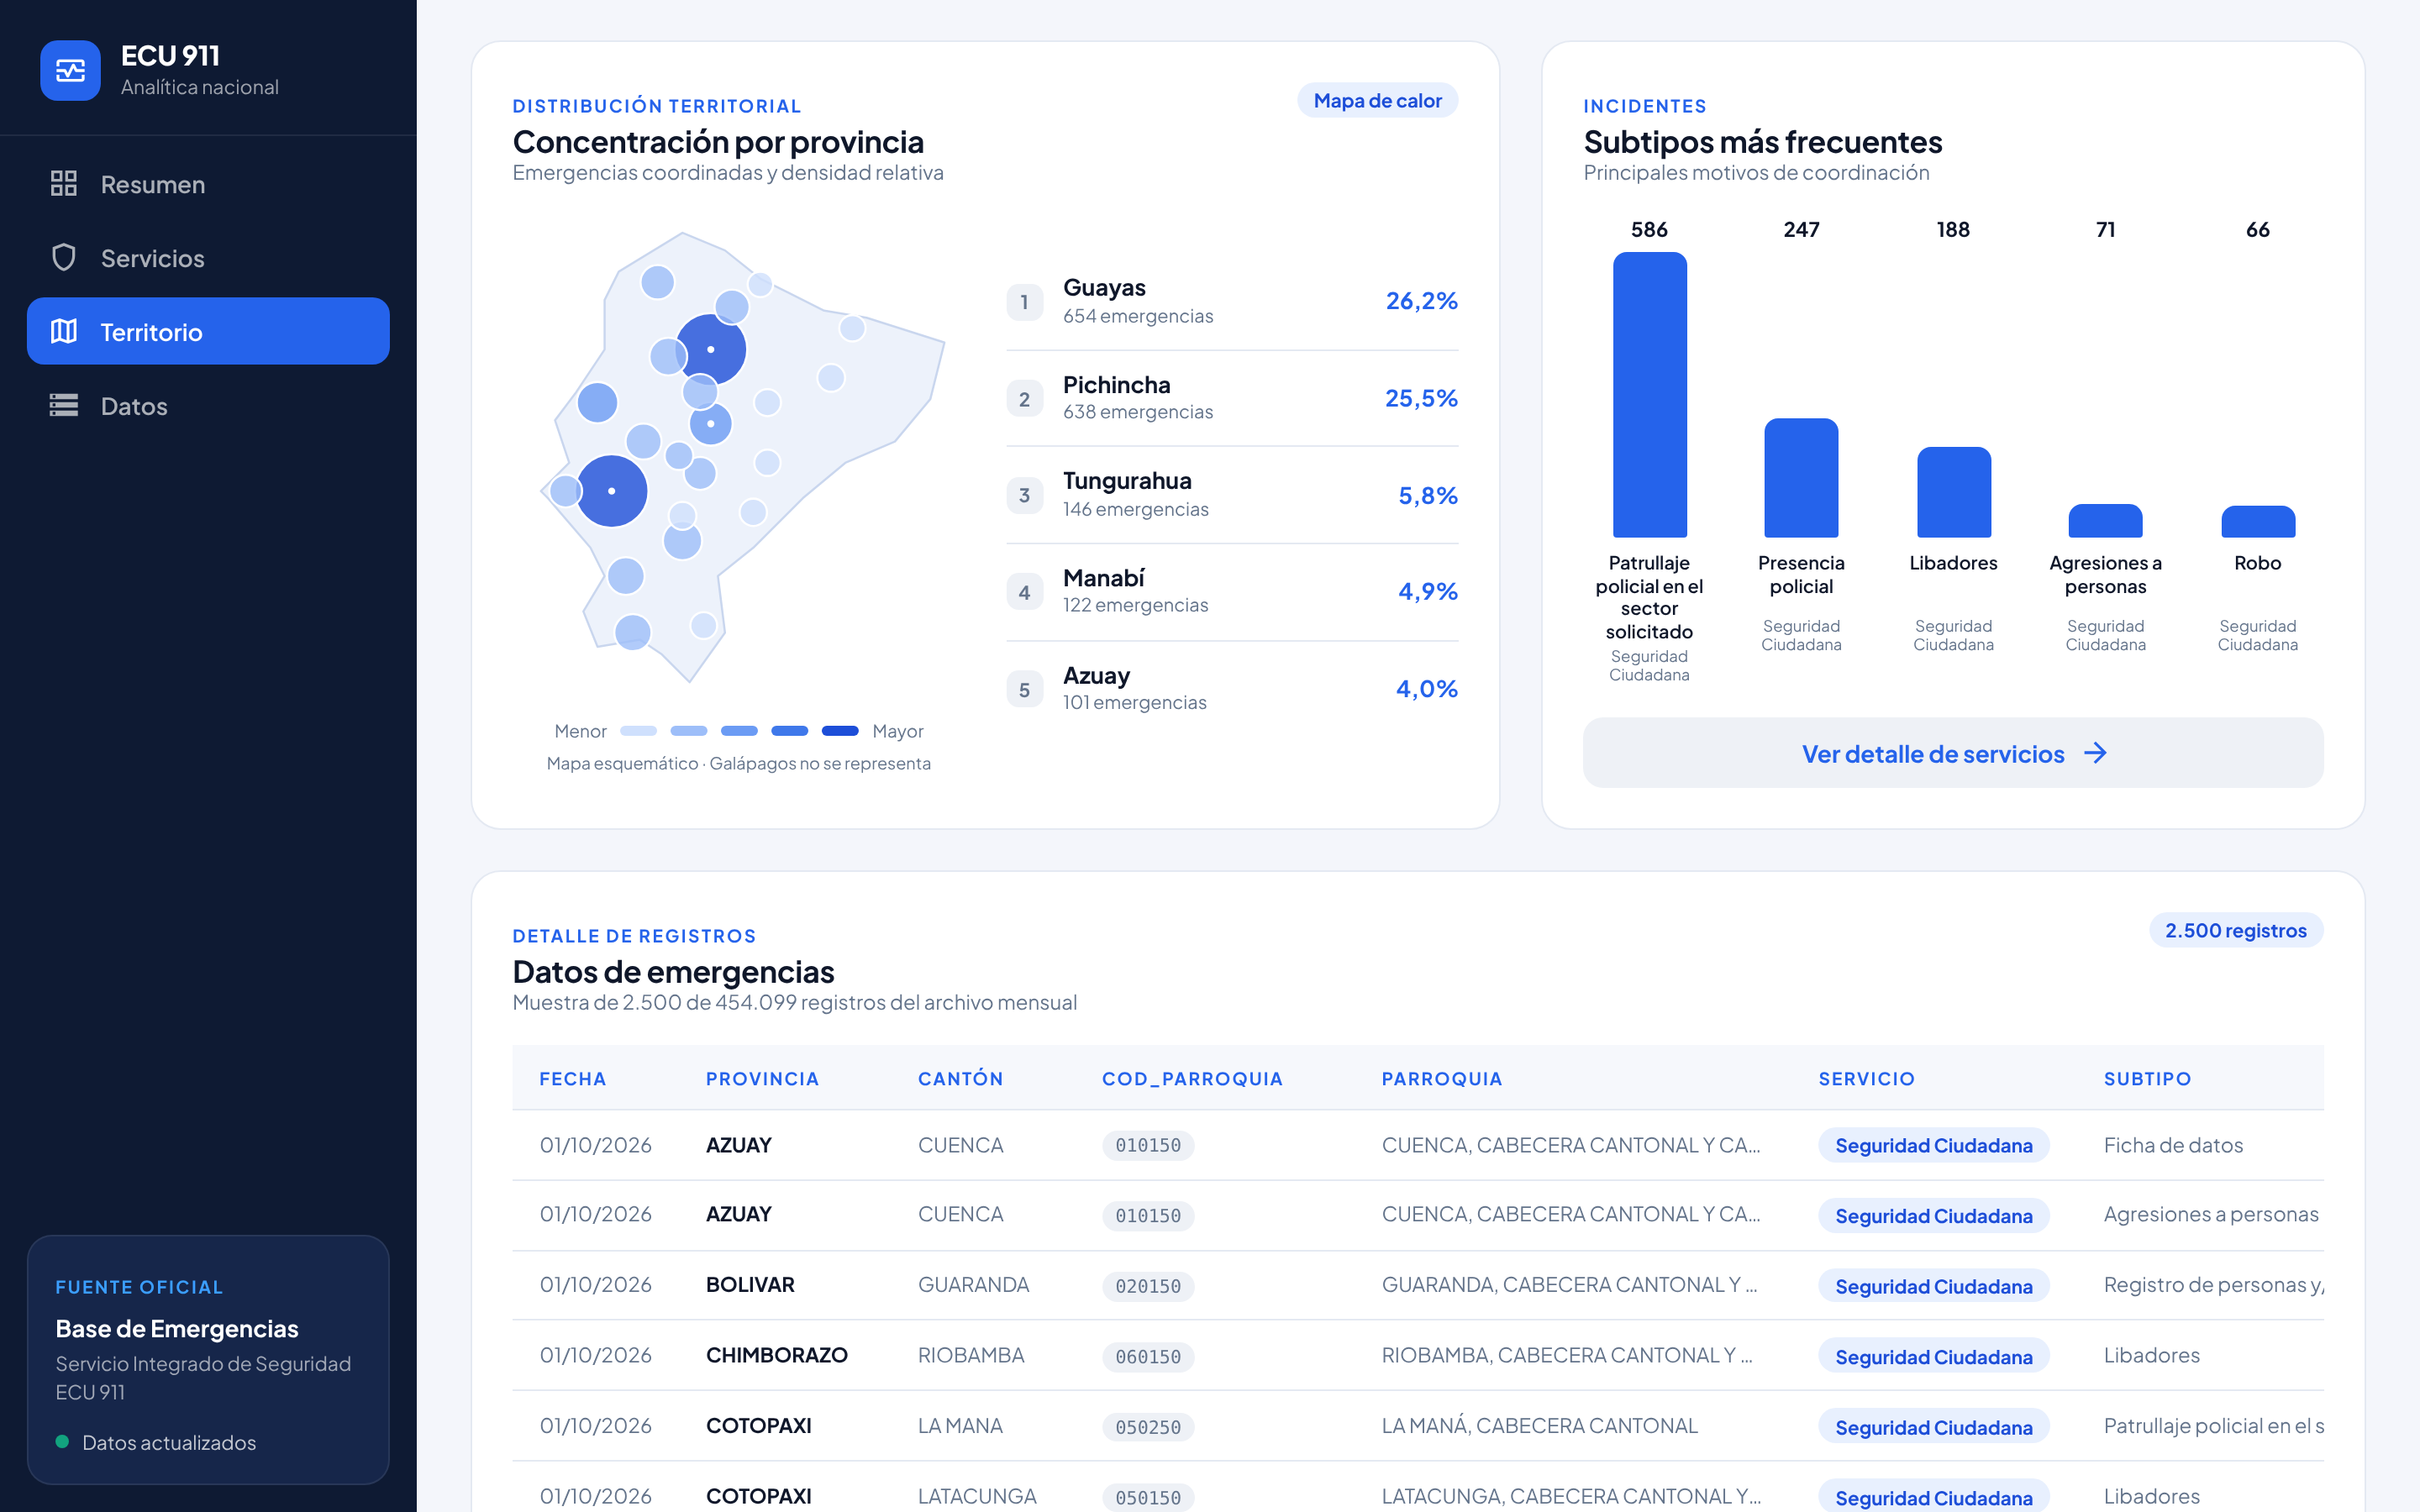 ECU 911
Analítica nacional
Resumen
Servicios
Territorio
Datos
FUENTE OFICIAL
Base de Emergencias
Servicio Integrado de Seguridad
ECU 911
Datos actualizados
DISTRIBUCIÓN TERRITORIAL
Mapa de calor
Concentración por provincia
Emergencias coordinadas y densidad relativa
1
Guayas
654 emergencias
26,2%
2
Pichincha
638 emergencias
25,5%
3
Tungurahua
146 emergencias
5,8%
4
Manabí
122 emergencias
4,9%
5
Azuay
101 emergencias
4,0%
Menor
Mayor
Mapa esquemático · Galápagos no se representa
INCIDENTES
Subtipos más frecuentes
Principales motivos de coordinación
586
Patrullaje
policial en el
sector
solicitado
Seguridad
Ciudadana
247
Presencia
policial
Seguridad
Ciudadana
188
Libadores
Seguridad
Ciudadana
71
Agresiones a
personas
Seguridad
Ciudadana
66
Robo
Seguridad
Ciudadana
Ver detalle de servicios
DETALLE DE REGISTROS
2.500 registros
Datos de emergencias
Muestra de 2.500 de 454.099 registros del archivo mensual
FECHA PROVINCIA CANTÓN COD_PARROQUIA PARROQUIA SERVICIO SUBTIPO
01/10/2026 AZUAY CUENCA 010150 CUENCA, CABECERA CANTONAL Y CA... Seguridad Ciudadana Ficha de datos
01/10/2026 AZUAY CUENCA 010150 CUENCA, CABECERA CANTONAL Y CA... Seguridad Ciudadana Agresiones a personas
01/10/2026 BOLIVAR GUARANDA 020150 GUARANDA, CABECERA CANTONAL Y ... Seguridad Ciudadana Registro de personas y/
01/10/2026 CHIMBORAZO RIOBAMBA 060150 RIOBAMBA, CABECERA CANTONAL Y ... Seguridad Ciudadana Libadores
01/10/2026 COTOPAXI LA MANA 050250 LA MANÁ, CABECERA CANTONAL Seguridad Ciudadana Patrullaje policial en el s
01/10/2026 COTOPAXI LATACUNGA 050150 LATACUNGA, CABECERA CANTONAL Y... Seguridad Ciudadana Libadores